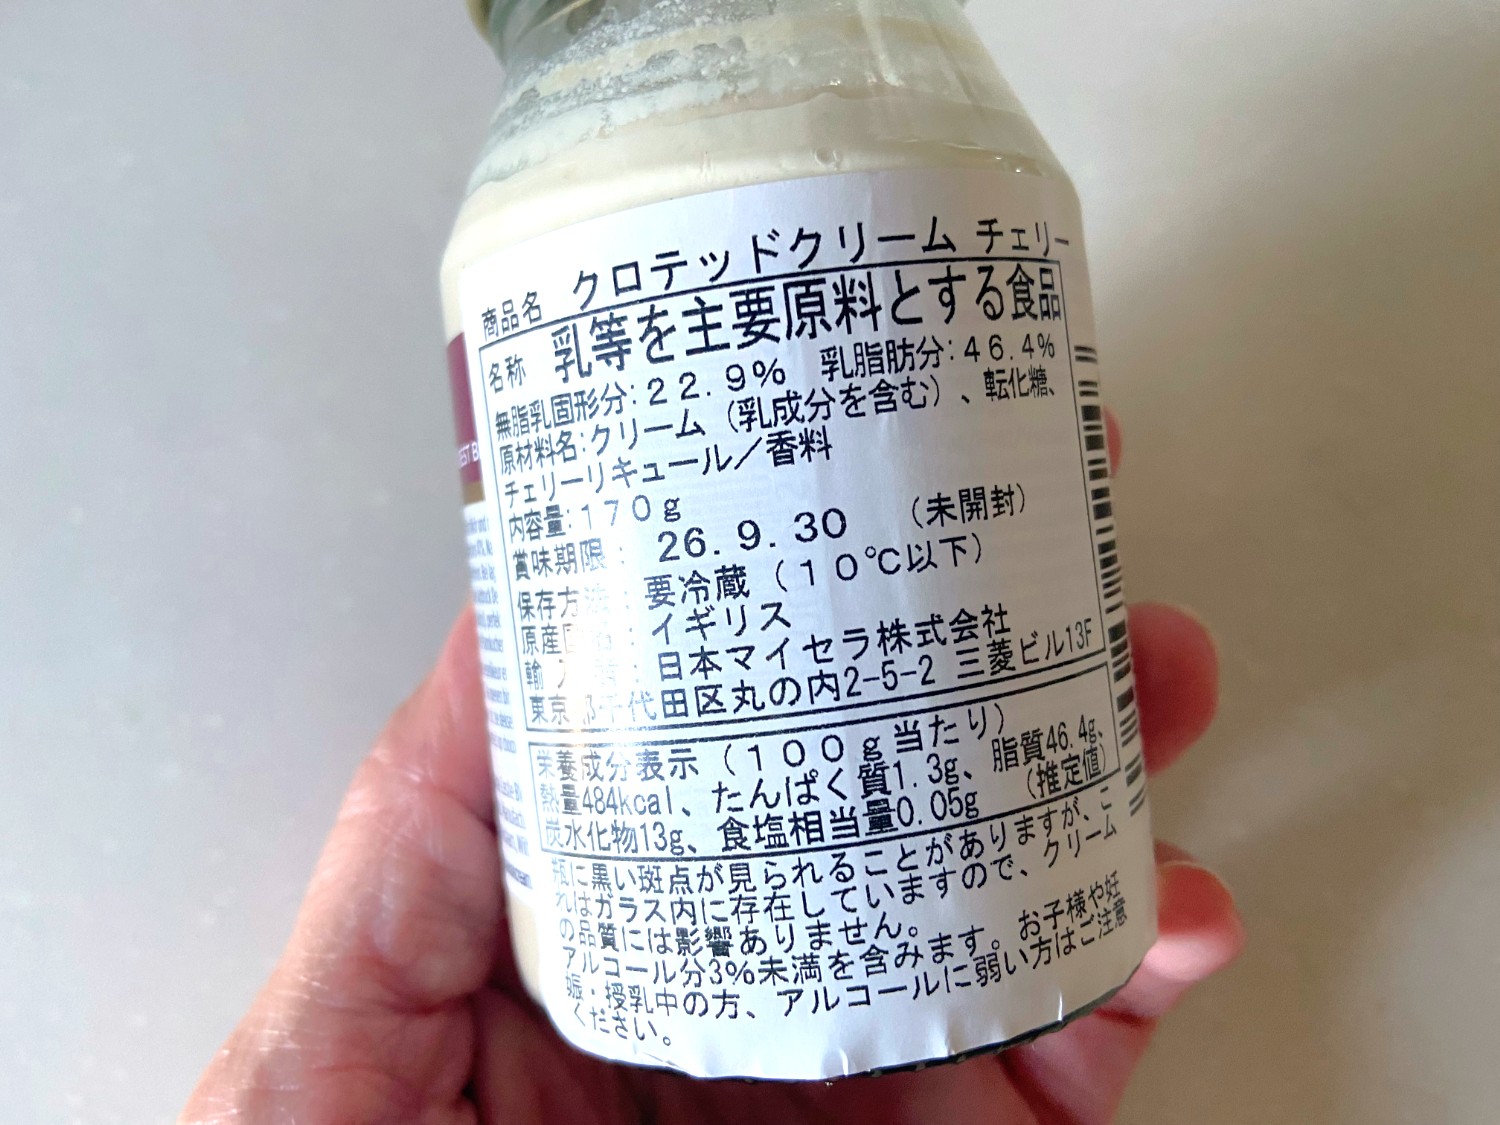 商品名 クロテッドクリーム チェリー
名称 乳等を主要原料とする食品
無脂乳固形分:22.9% 乳脂肪分:46.4%
原材料名:クリーム（乳成分を含む）、転化糖、
チェリーリキュール／香料
内容量:170g
賞味期限: 26.9.30 （未開封）
保存方法: 要冷蔵（10℃以下）
原産国名: イギリス
輸入者: 日本マイセラ株式会社
東京都千代田区丸の内2-5-2 三菱ビル13F
栄養成分表示（100g当たり）
熱量484kcal、たんぱく質1.3g、脂質46.4g、
炭水化物13g、食塩相当量0.05g （推定値）
瓶に黒い斑点が見られることがありますが、こ
れはガラス内に存在していますので、クリーム
の品質には影響ありません。
アルコール分3%未満を含みます。お子様や妊
娠・授乳中の方、アルコールに弱い方はご注意
ください。